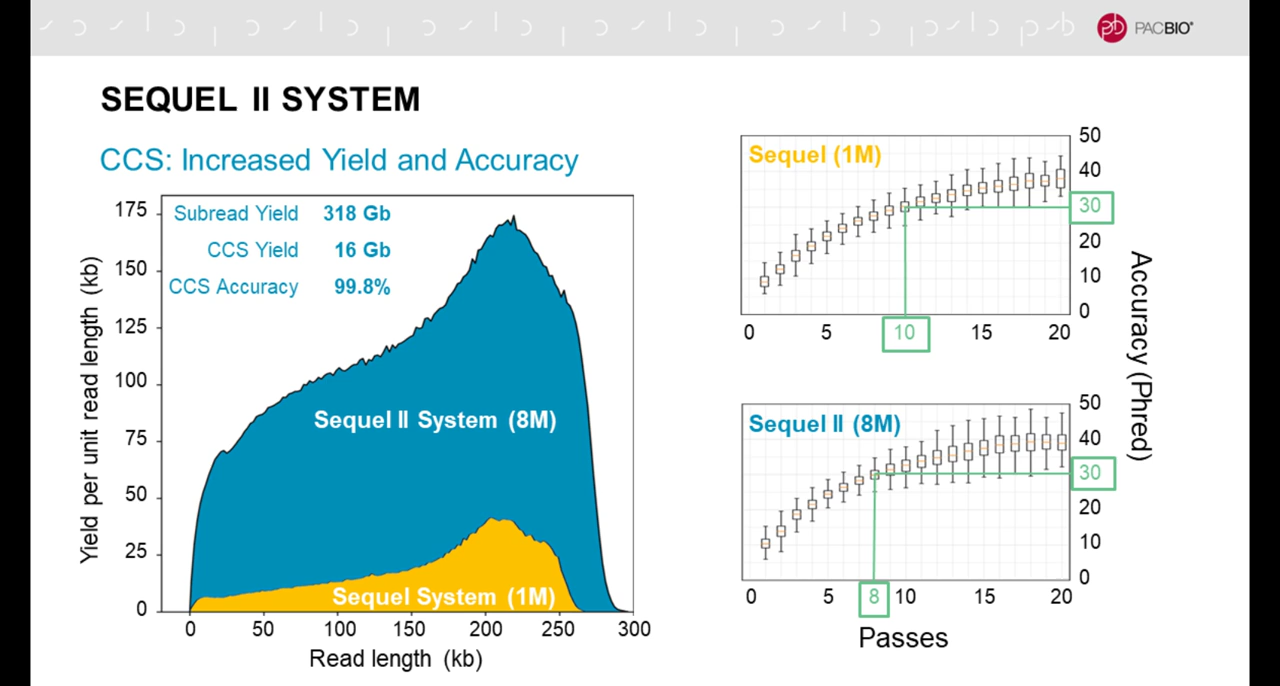 PACBIO®
SEQUEL II SYSTEM
CCS: Increased Yield and Accuracy
Yield per unit read length (kb)
175
150
125
100
75
50
25
0
Subread Yield 318 Gb
CCS Yield 16 Gb
CCS Accuracy 99.8%
Sequel II System (8M)
Sequel System (1M)
0 50 100 150 200 250 300
Read length (kb)
Sequel (1M)
50
40
30
20
10
0
0 5 10 15 20
Sequel II (8M)
50
40
30
20
10
0
0 5 8 10 15 20
Passes
Accuracy (Phred)